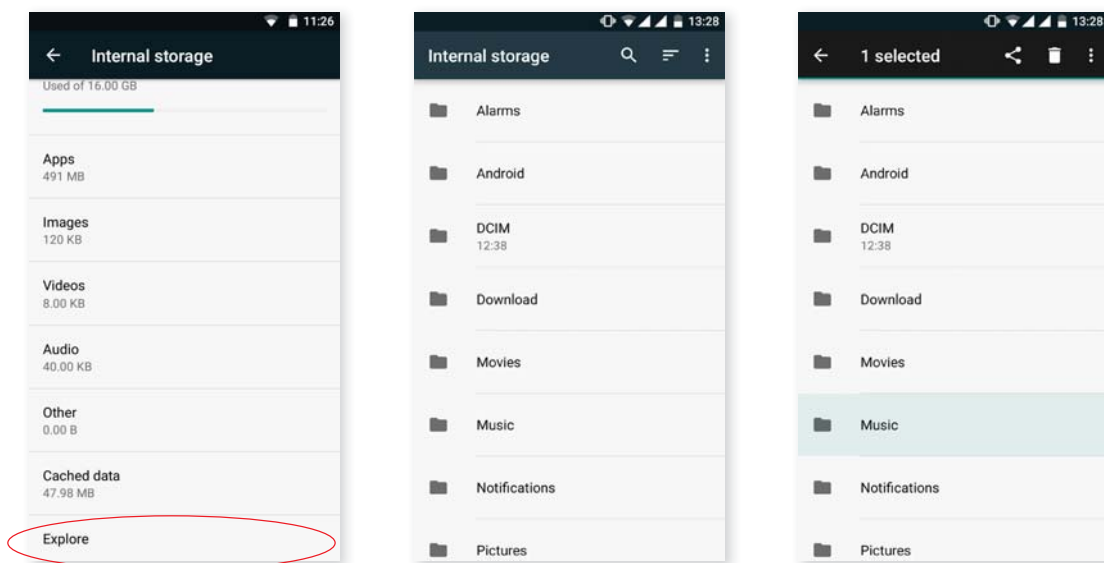 11:26
Internal storage
Used of 16.00 GB
Apps
491 MB
Images
120 KB
Videos
8.00 KB
Audio
40.00 KB
Other
0.00 B
Cached data
47.98 MB
Explore
13:28
Internal storage
Alarms
Android
DCIM
12:38
Download
Movies
Music
Notifications
Pictures
13:28
1 selected
Alarms
Android
DCIM
12:38
Download
Movies
Music
Notifications
Pictures